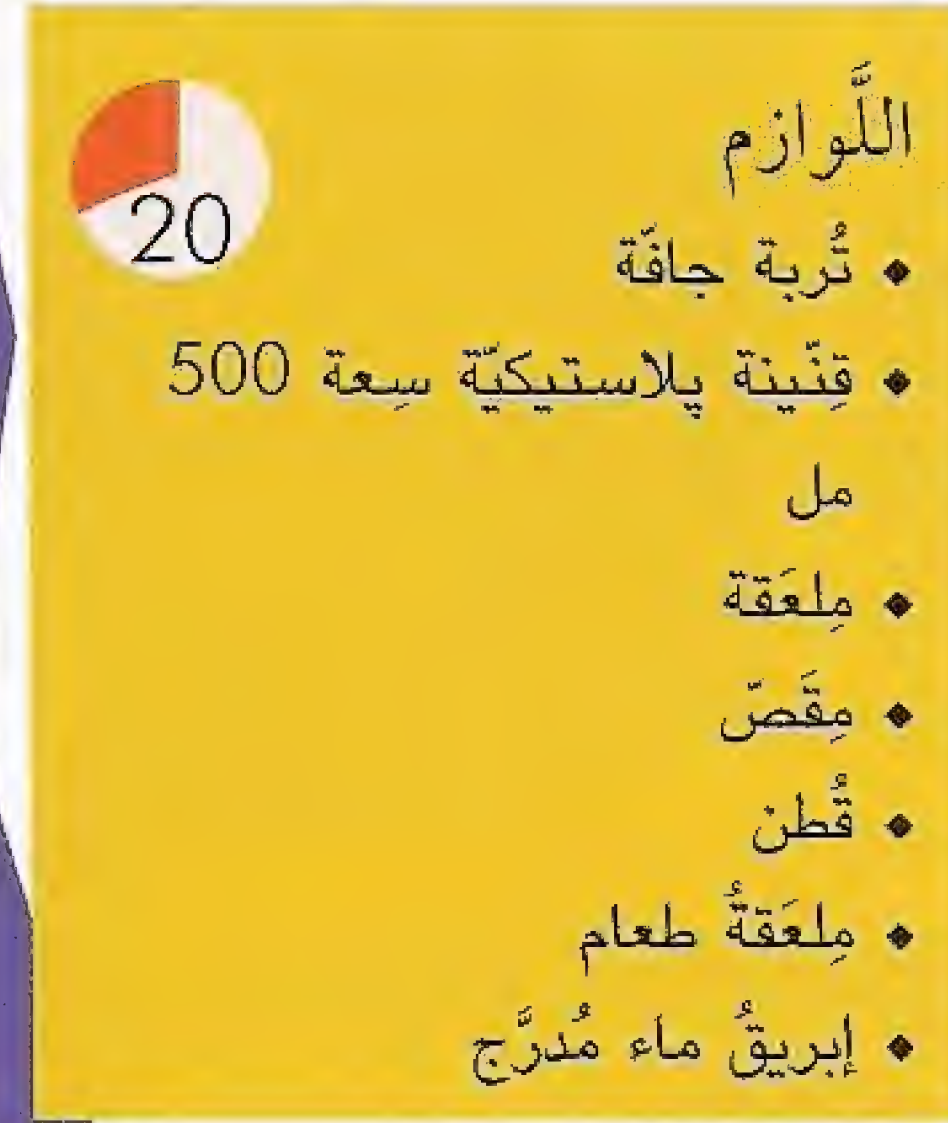 اللَّوازم
20
• تُربة جافّة
• قِنّينة پلاستيكيّة سِعة 500
مل
• مِلعَقة
• مِقَصّ
• قُطن
• مِلعَقةُ طعام
• إبريقُ ماء مُدرَّج